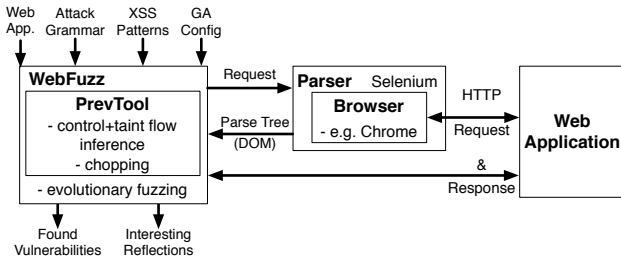 Web App.
Attack Grammar
XSS Patterns
GA Config
WebFuzz
PrevTool
- control+taint flow
inference
- chopping
- evolutionary fuzzing
Request
Parse Tree
(DOM)
Parser
Selenium
Browser
- e.g. Chrome
HTTP
Request
&
Response
Web
Application
Found
Vulnerabilities
Interesting
Reflections